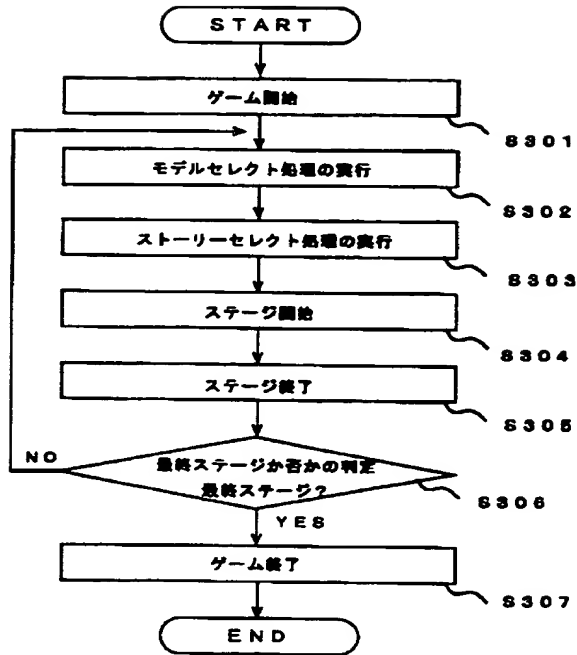 START
ゲーム開始
S301
モデルセレクト処理の実行
S302
ストーリーセレクト処理の実行
S303
ステージ開始
S304
ステージ終了
S305
NO
最終ステージか否かの判定
最終ステージ?
S306
YES
ゲーム終了
S307
END